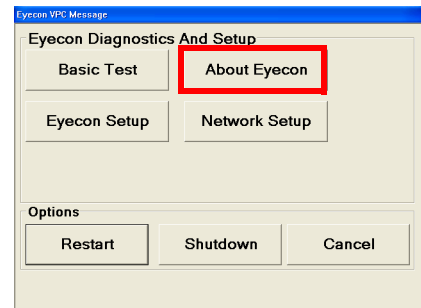 Eyecon VPC Message
Eyecon Diagnostics And Setup
Basic Test About Eyecon
Eyecon Setup Network Setup
Options
Restart Shutdown Cancel